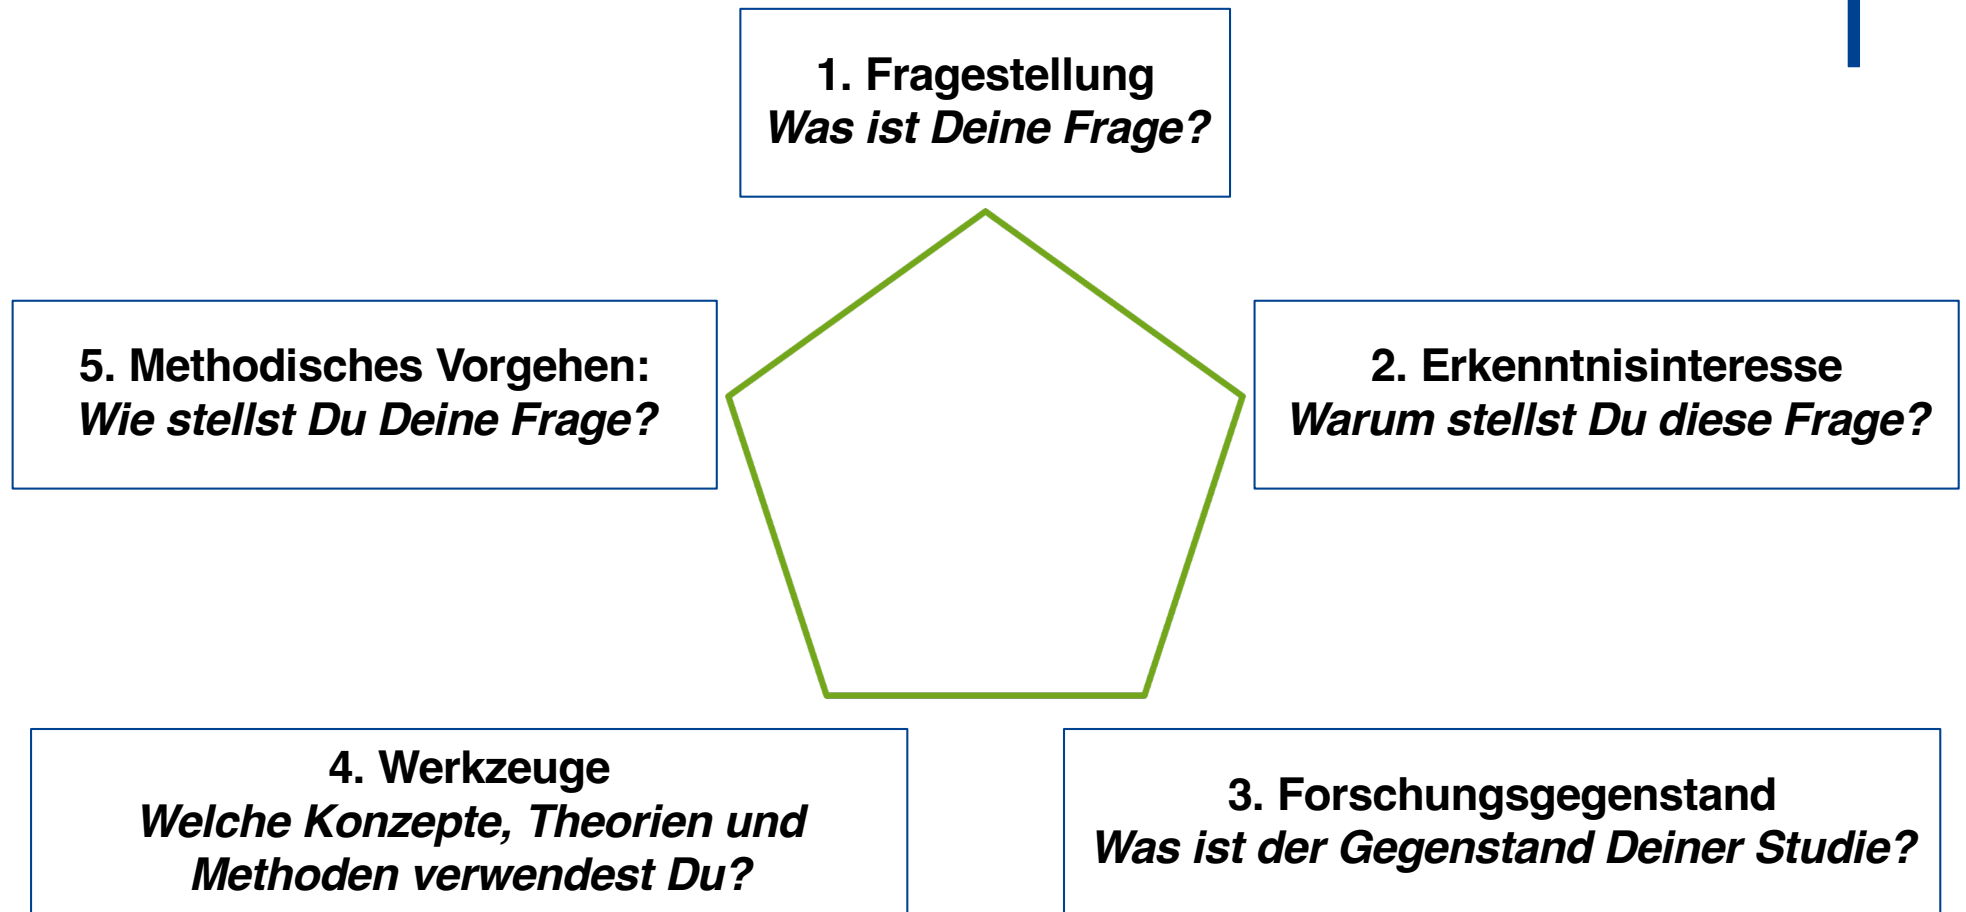 1. Fragestellung
Was ist Deine Frage?
5. Methodisches Vorgehen:
Wie stellst Du Deine Frage?
2. Erkenntnisinteresse
Warum stellst Du diese Frage?
4. Werkzeuge
Welche Konzepte, Theorien und
Methoden verwendest Du?
3. Forschungsgegenstand
Was ist der Gegenstand Deiner Studie?